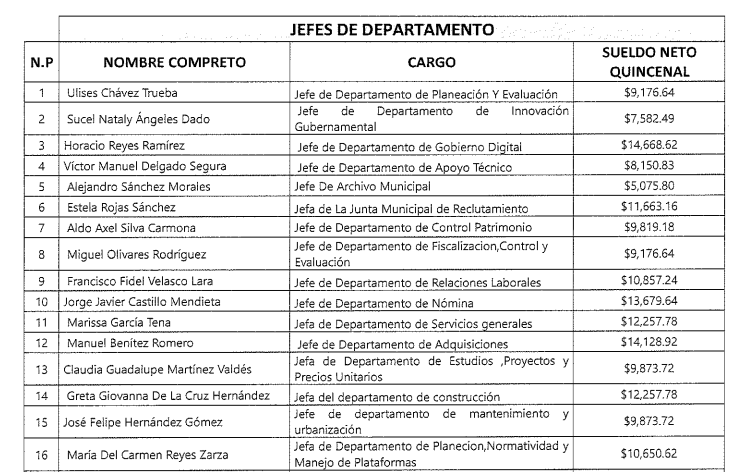 JEFES DE DEPARTAMENTO
N.P NOMBRE COMPRETO CARGO SUELDO NETO QUINCENAL
1 Ulises Chávez Trueba Jefe de Departamento de Planeación Y Evaluación $9,176.64
2 Sucel Nataly Ángeles Dado Jefe de Departamento de Innovación
Gubernamental $7,582.49
3 Horacio Reyes Ramírez Jefe de Departamento de Gobierno Digital $14,668.62
4 Víctor Manuel Delgado Segura Jefe de Departamento de Apoyo Técnico $8,150.83
5 Alejandro Sánchez Morales Jefe De Archivo Municipal $5,075.80
6 Estela Rojas Sánchez Jefa de La Junta Municipal de Reclutamiento $11,663.16
7 Aldo Axel Silva Carmona Jefe de Departamento de Control Patrimonio $9,819.18
8 Miguel Olivares Rodríguez Jefe de Departamento de Fiscalizacion,Control y
Evaluación $9,176.64
9 Francisco Fidel Velasco Lara Jefe de Departamento de Relaciones Laborales $10,857.24
10 Jorge Javier Castillo Mendieta Jefe de Departamento de Nómina $13,679.64
11 Marissa García Tena Jefa de Departamento de Servicios generales $12,257.78
12 Manuel Benítez Romero Jefe de Departamento de Adquisiciones $14,128.92
13 Claudia Guadalupe Martínez Valdés Jefa de Departamento de Estudios ,Proyectos y
Precios Unitarios $9,873.72
14 Greta Giovanna De La Cruz Hernández Jefa del departamento de construcción $12,257.78
15 José Felipe Hernández Gómez Jefe de departamento de mantenimiento y
urbanización $9,873.72
16 María Del Carmen Reyes Zarza Jefa de Departamento de Planecion,Normatividad y
Manejo de Plataformas $10,650.62